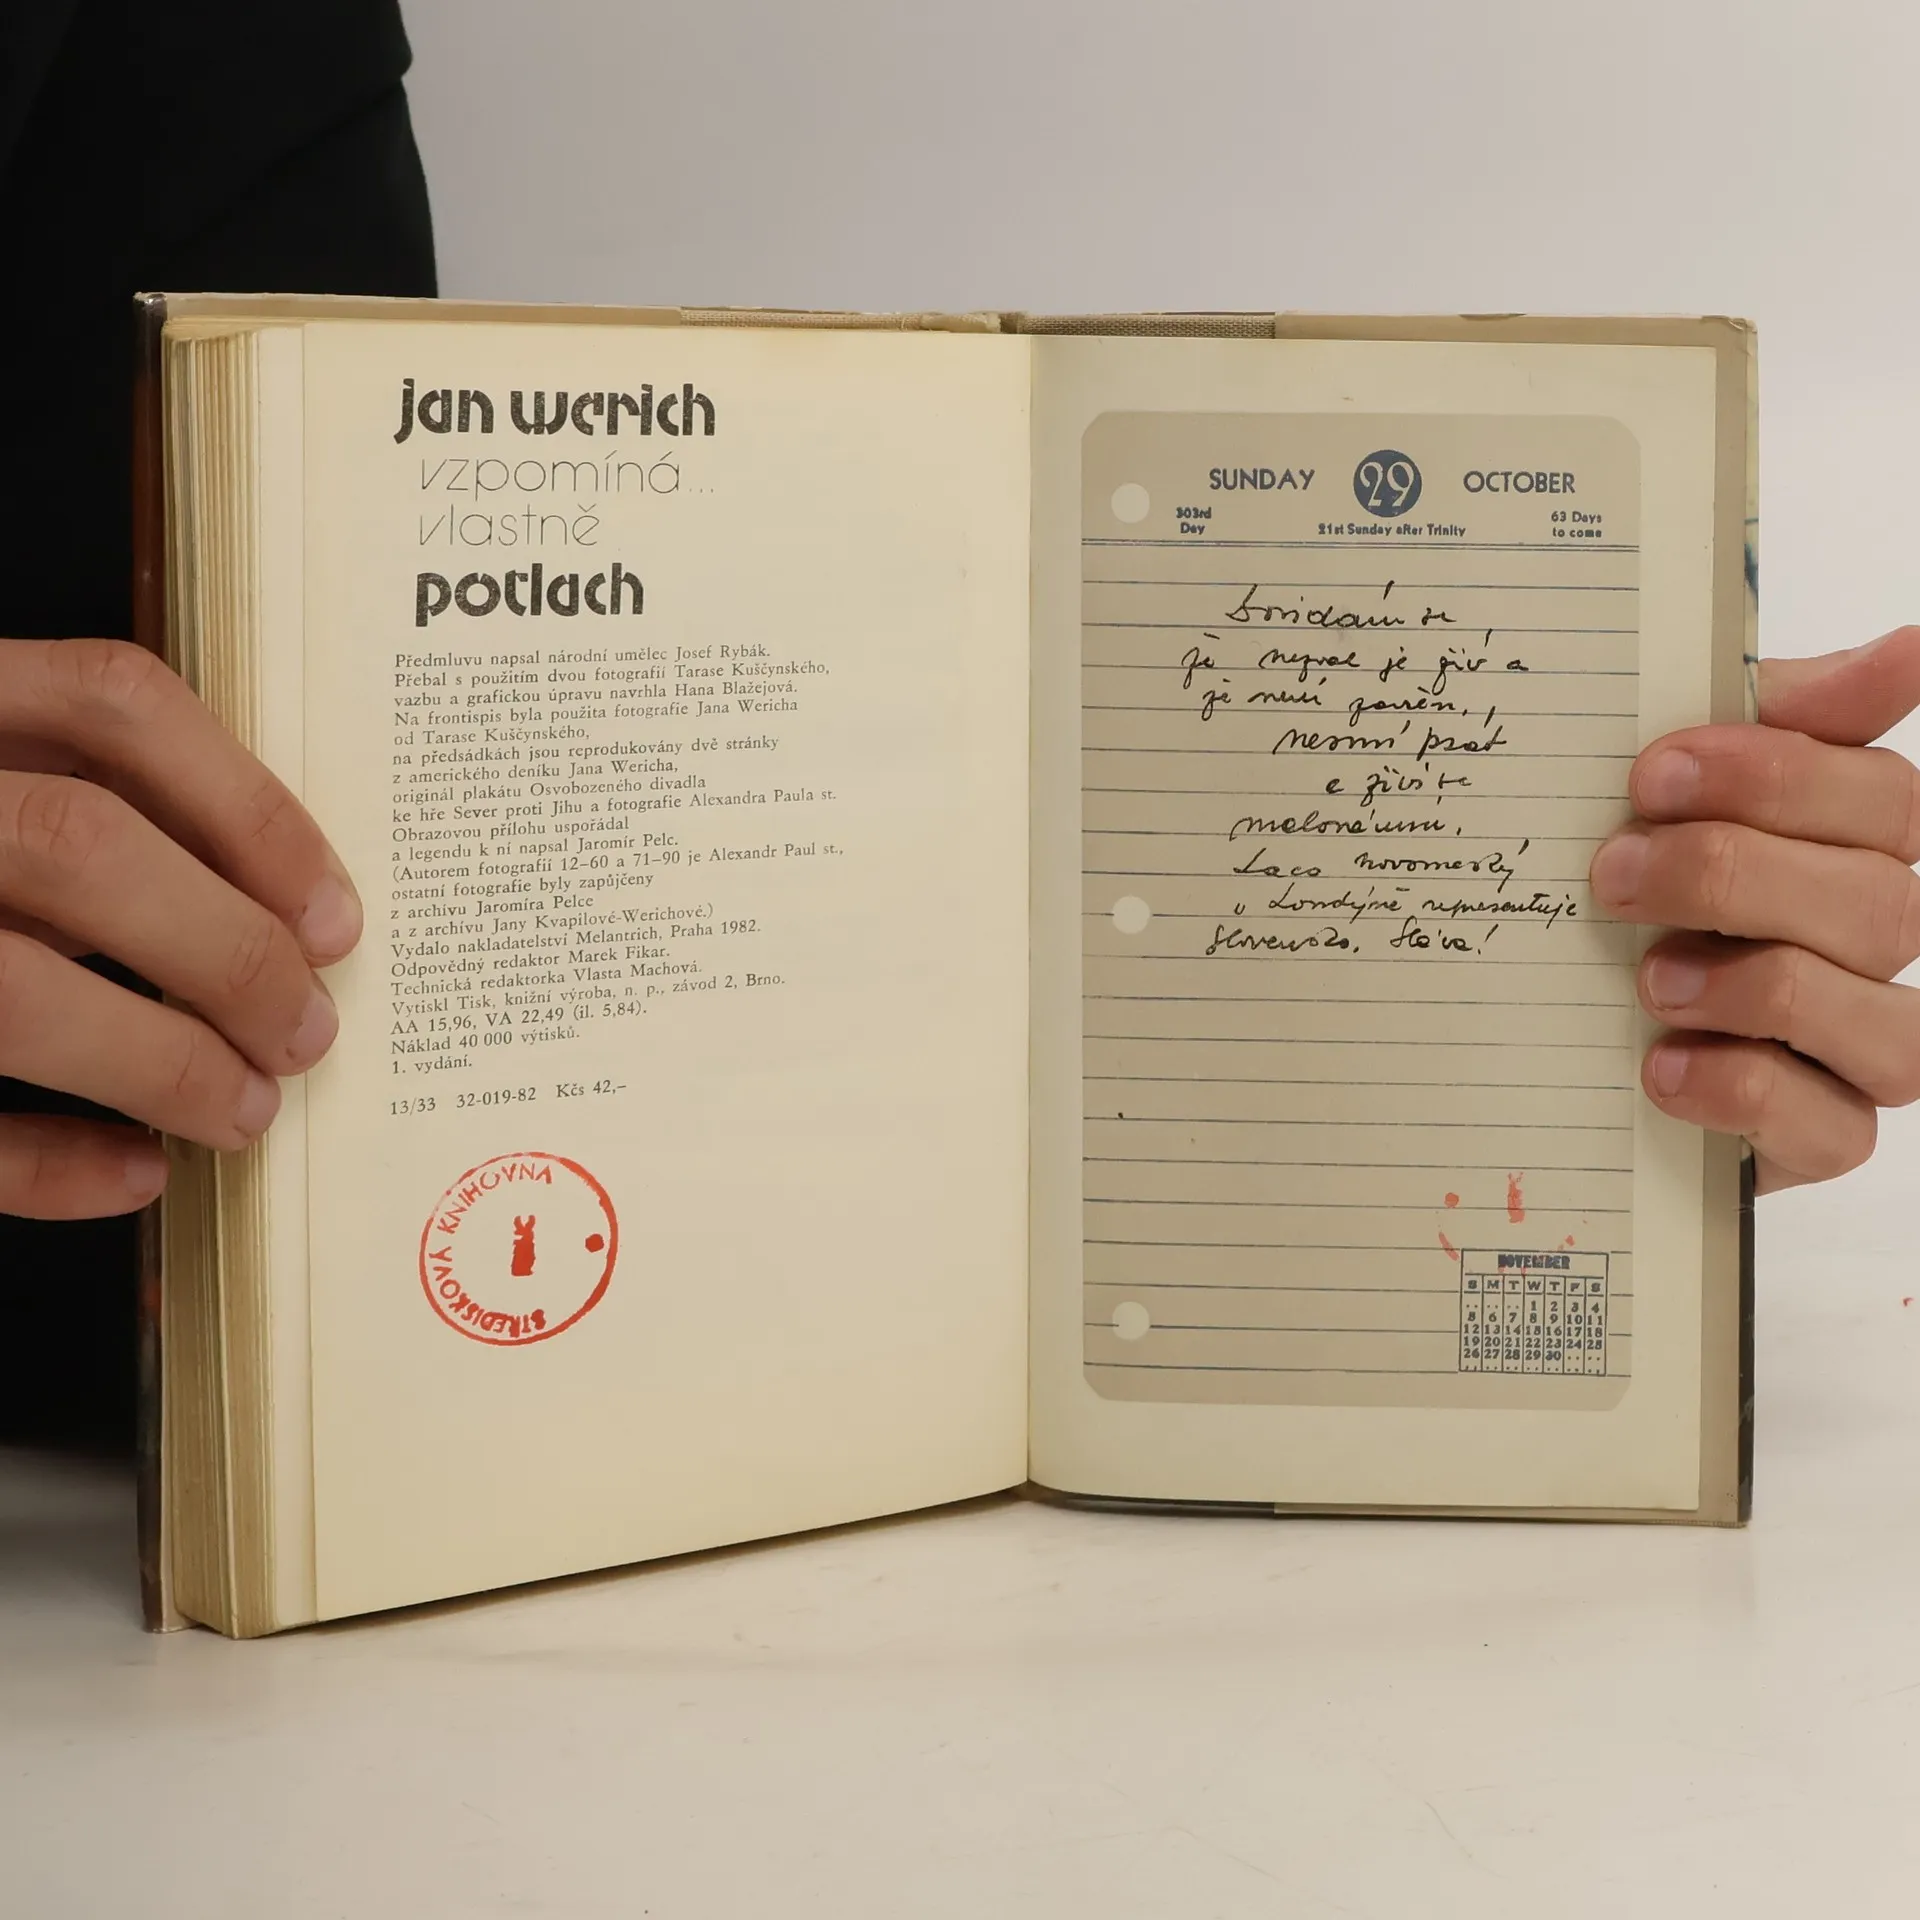 jan werich
vzpomíná...
vlastně
potlach
Předmluvu napsal národní umělec Josef Rybák.
Přebal s použitím dvou fotografií Tarase Kuščynského,
vazbu a grafickou úpravu navrhla Hana Blažejová.
Na frontispis byla použita fotografie Jana Wericha
od Tarase Kuščynského,
na předsádkách jsou reprodukovány dvě stránky
z amerického deníku Jana Wericha,
originál plakátu Osvobozeného divadla
ke hře Sever proti Jihu a fotografie Alexandra Paula st.
Obrazovou přílohu uspořádal
a legendu k ní napsal Jaromír Pelc.
(Autorem fotografií 12–60 a 71–90 je Alexandr Paul st.,
ostatní fotografie byly zapůjčeny
z archívu Jaromíra Pelce
a z archívu Jany Kvapilové-Werichové.)
Vydalo nakladatelství Melantrich, Praha 1982.
Odpovědný redaktor Marek Fikar.
Technická redaktorka Vlasta Machová.
Vytiskl Tisk, knižní výroba, n. p., závod 2, Brno.
AA 15,96, VA 22,49 (il. 5,84).
Náklad 40 000 výtisků.
1. vydání.
13/33 32-019-82 Kčs 42,–
STŘEDISKOVÁ KNIHOVNA
SUNDAY 29 OCTOBER
303rd Day 21st Sunday after Trinity 63 Days to come
Dovídám se
že nezval je živ a
že není zavřen,
nesmí psát
a živí se
malováním.
Laco novomeský
v Londýně representuje
Slovensko. Sláva!
NOVEMBER
S M T W T F S
.. .. .. 1 2 3 4
8 6 7 8 9 10 11
12 13 14 15 16 17 18
19 20 21 22 23 24 25
26 27 28 29 30 .. ..